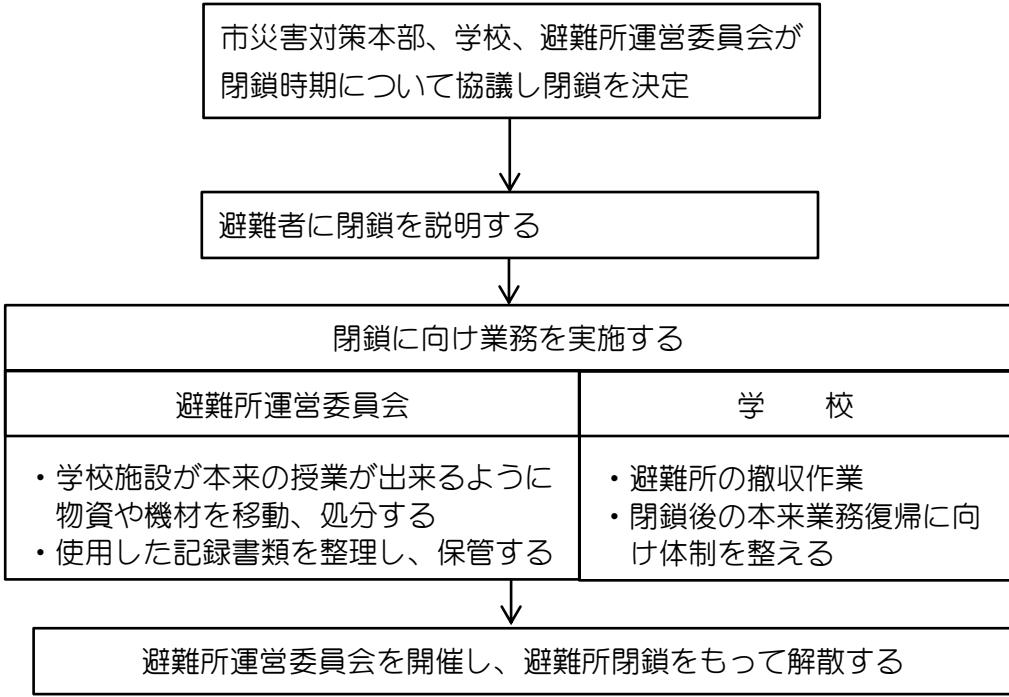 市災害対策本部、学校、避難所運営委員会が
閉鎖時期について協議し閉鎖を決定
避難者に閉鎖を説明する
閉鎖に向け業務を実施する
避難所運営委員会
学　　校
・学校施設が本来の授業が出来るように
物資や機材を移動、処分する
・使用した記録書類を整理し、保管する
・避難所の撤収作業
・閉鎖後の本来業務復帰に向
け体制を整える
避難所運営委員会を開催し、避難所閉鎖をもって解散する